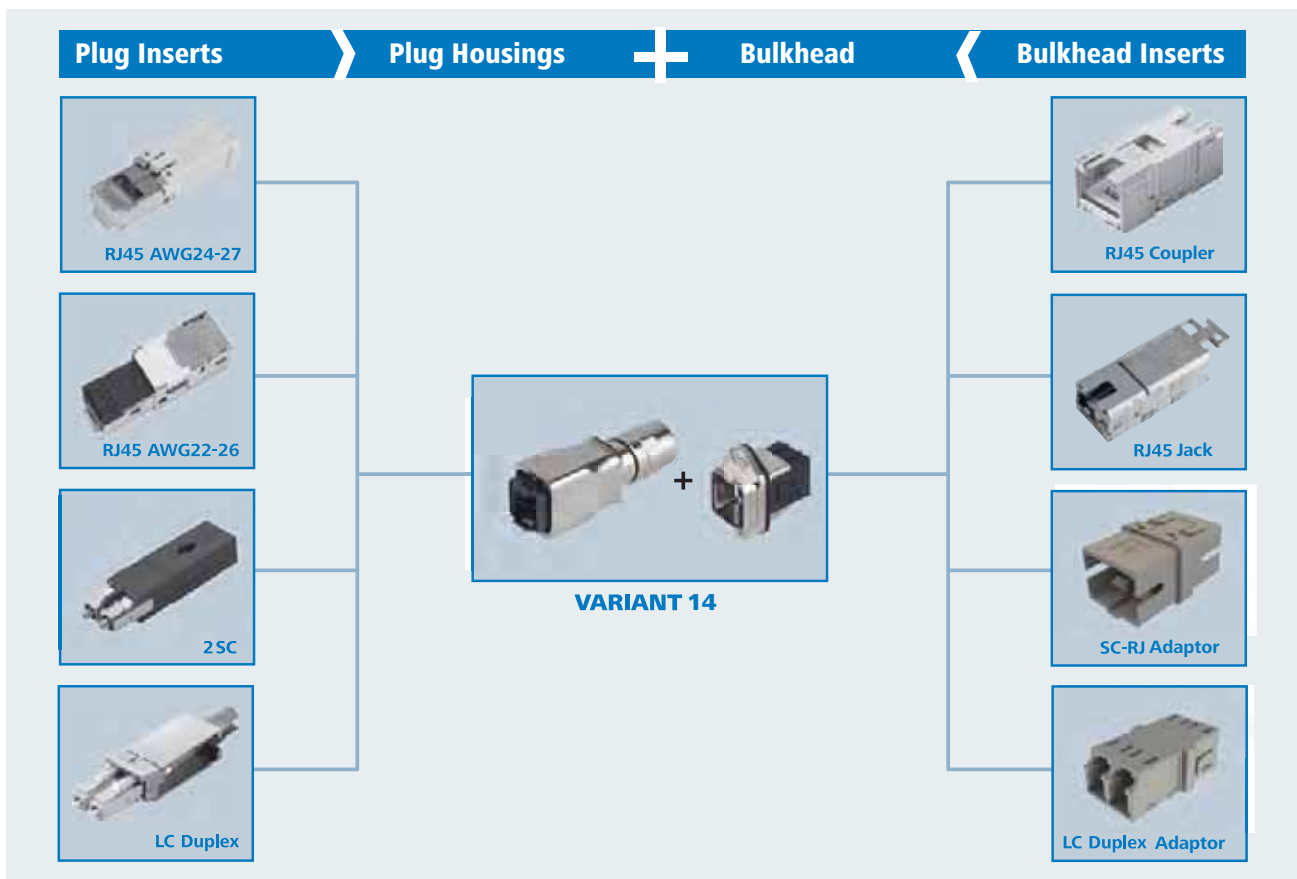 Plug Inserts
Plug Housings
Bulkhead
Bulkhead Inserts
RJ45 AWG24-27
RJ45 AWG22-26
2 SC
LC Duplex
+
VARIANT 14
RJ45 Coupler
RJ45 Jack
SC-RJ Adaptor
LC Duplex Adaptor